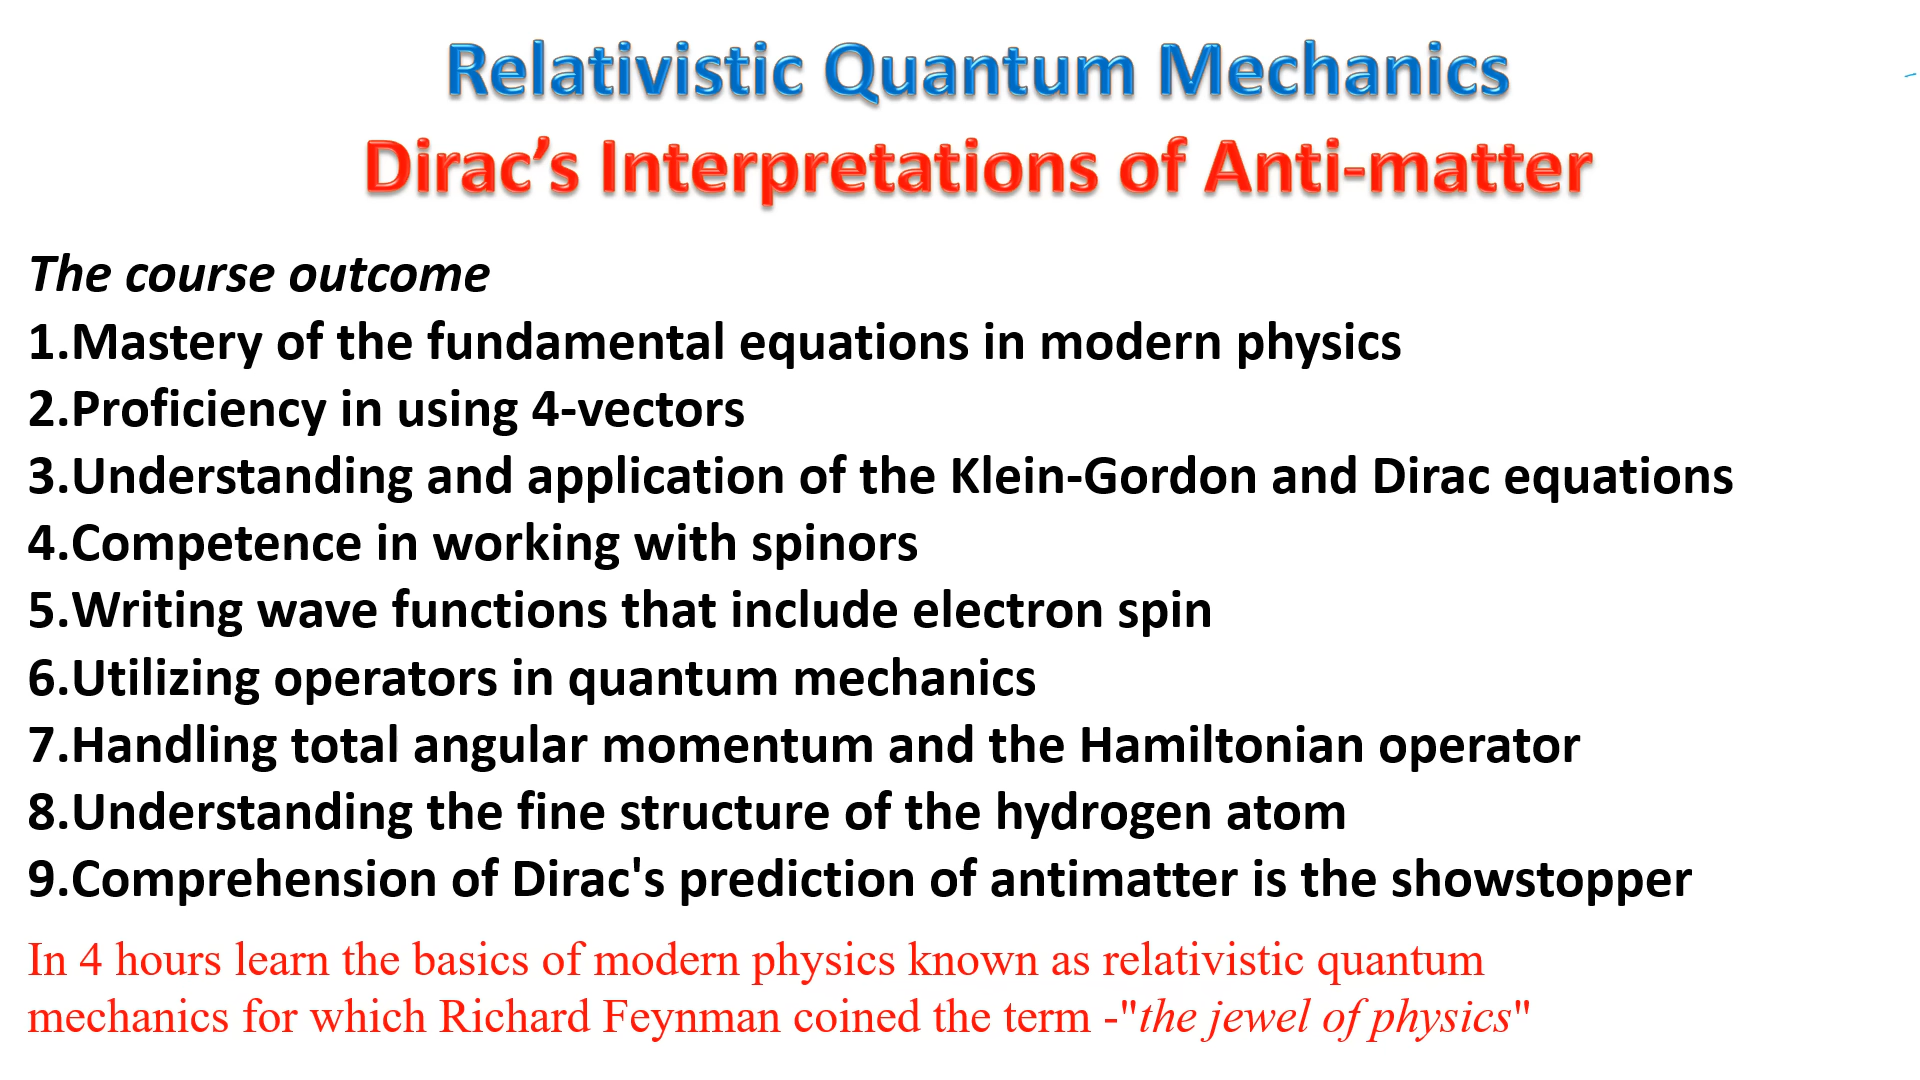 Relativistic Quantum Mechanics
Dirac’s Interpretations of Anti-matter
The course outcome
1.Mastery of the fundamental equations in modern physics
2.Proficiency in using 4-vectors
3.Understanding and application of the Klein-Gordon and Dirac equations
4.Competence in working with spinors
5.Writing wave functions that include electron spin
6.Utilizing operators in quantum mechanics
7.Handling total angular momentum and the Hamiltonian operator
8.Understanding the fine structure of the hydrogen atom
9.Comprehension of Dirac's prediction of antimatter is the showstopper
In 4 hours learn the basics of modern physics known as relativistic quantum
mechanics for which Richard Feynman coined the term -"the jewel of physics"